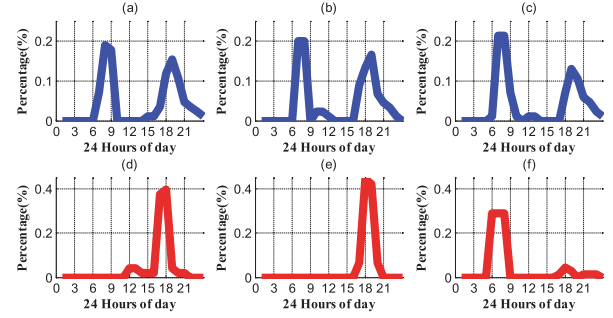 (a) (b) (c)
Percentage(%) 0.2 0.1 0 Percentage(%) 0.2 0.1 0 Percentage(%) 0.2 0.1 0
0 3 6 9 12 15 18 21 0 3 6 9 12 15 18 21 0 3 6 9 12 15 18 21
24 Hours of day 24 Hours of day 24 Hours of day
(d) (e) (f)
Percentage(%) 0.4 0.2 0 Percentage(%) 0.4 0.2 0 Percentage(%) 0.4 0.2 0
0 3 6 9 12 15 18 21 0 3 6 9 12 15 18 21 0 3 6 9 12 15 18 21
24 Hours of day 24 Hours of day 24 Hours of day